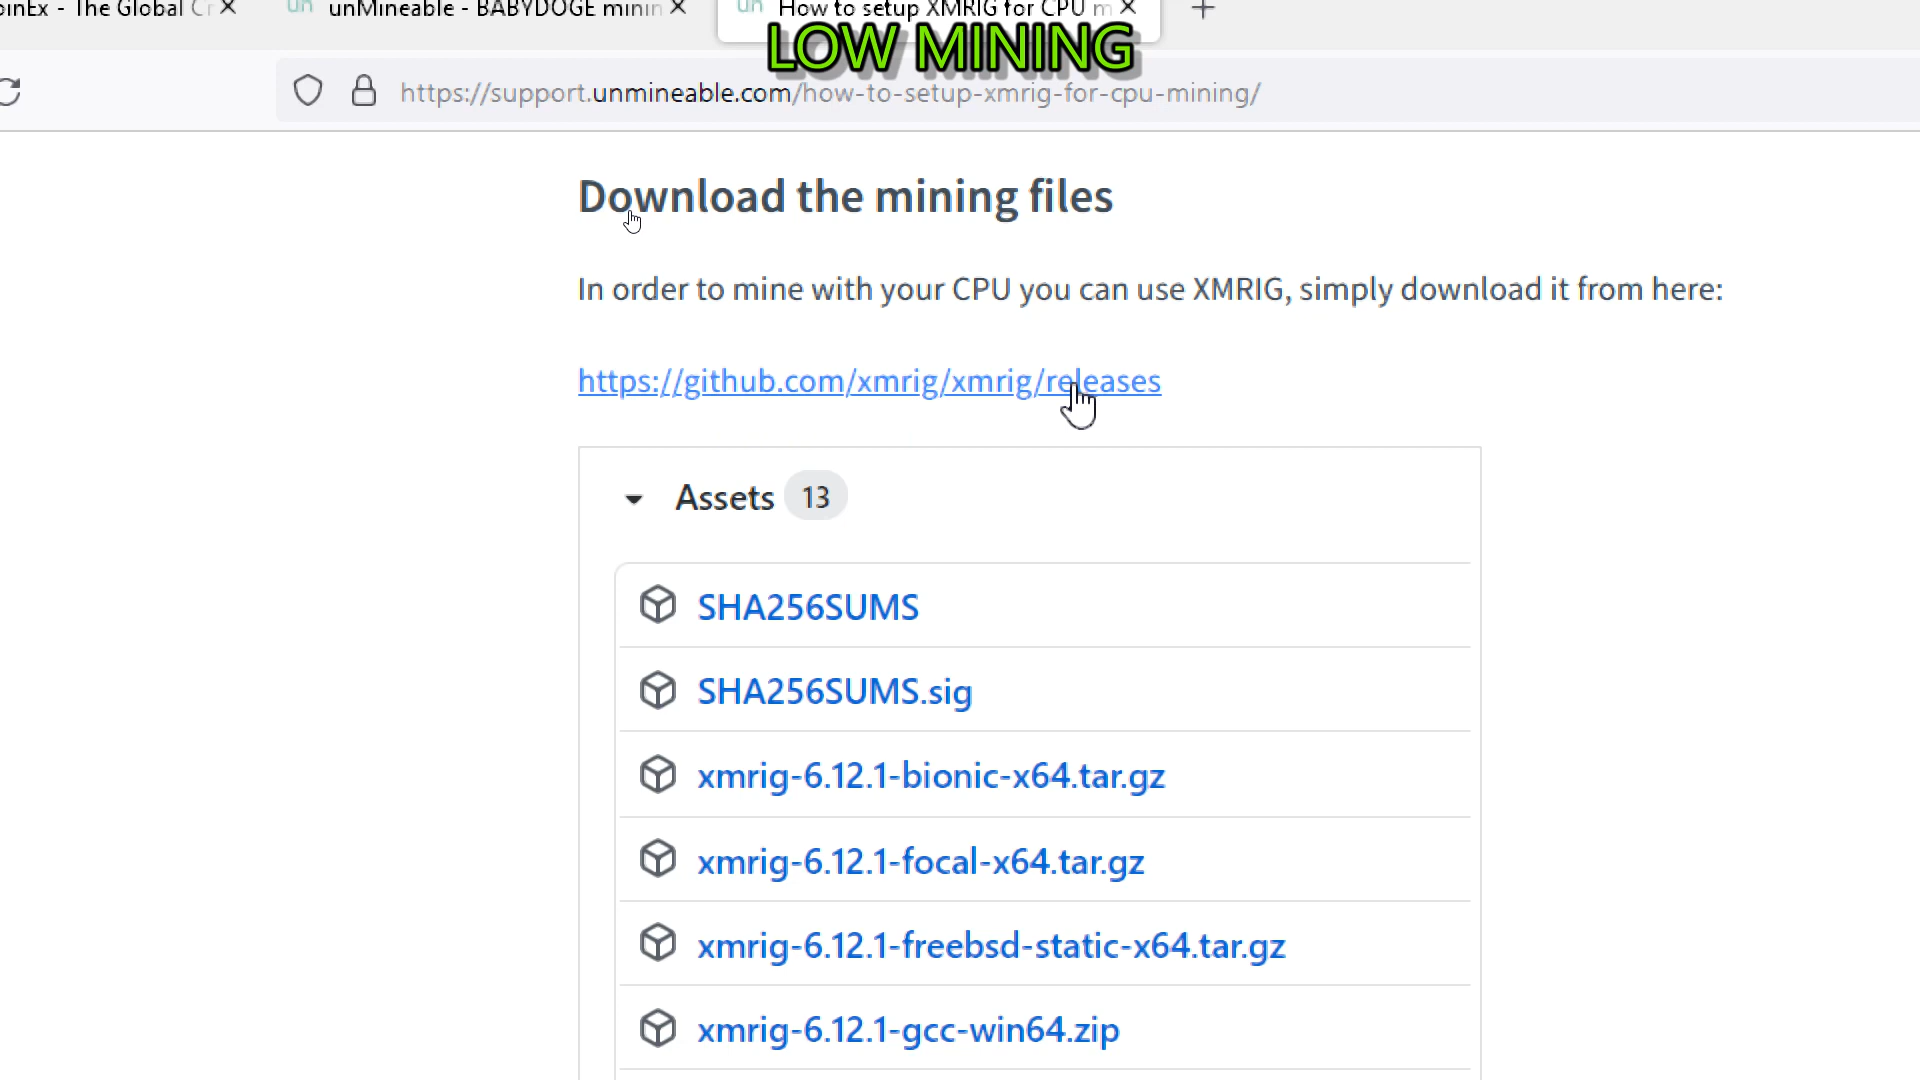 oinEx - The Global Cr
un unMineable - BABYDOGE minin
un How to setup XMRIG for CPU m
LOW MINING
https://support.unmineable.com/how-to-setup-xmrig-for-cpu-mining/
Download the mining files
In order to mine with your CPU you can use XMRIG, simply download it from here:
https://github.com/xmrig/xmrig/releases
Assets 13
SHA256SUMS
SHA256SUMS.sig
xmrig-6.12.1-bionic-x64.tar.gz
xmrig-6.12.1-focal-x64.tar.gz
xmrig-6.12.1-freebsd-static-x64.tar.gz
xmrig-6.12.1-gcc-win64.zip